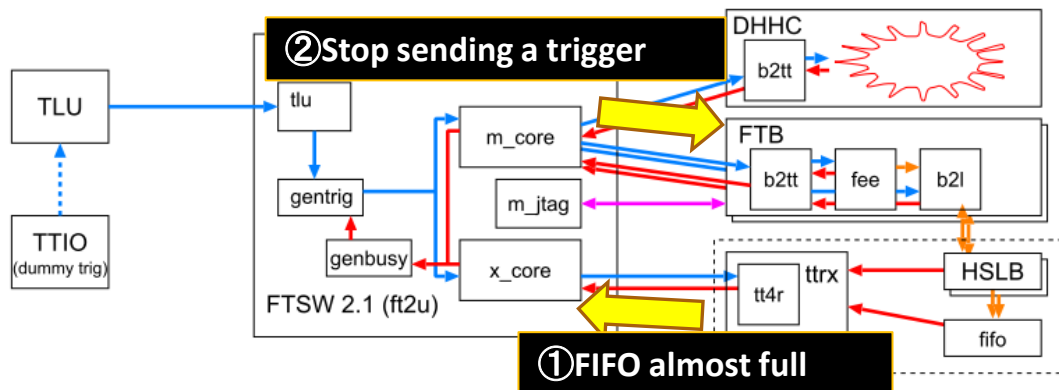 ②Stop sending a trigger
DHHC
b2tt
TLU
tlu
m_core
FTB
b2tt
fee
b2l
gentrig
m_jtag
TTIO
(dummy trig)
genbusy
x_core
ttrx
tt4r
HSLB
fifo
FTSW 2.1 (ft2u)
①FIFO almost full